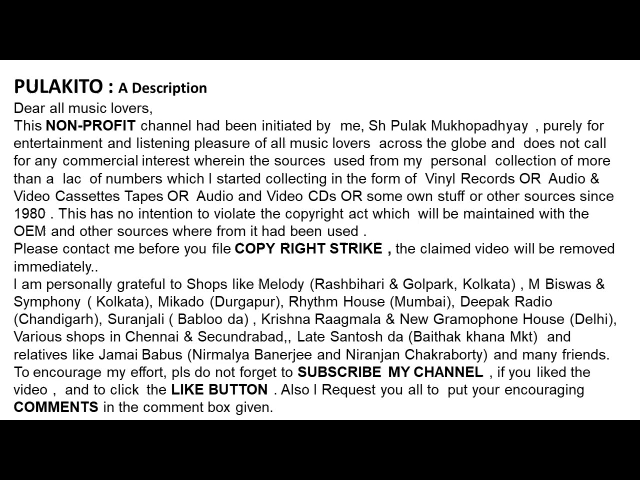 PULAKITO : A Description
Dear all music lovers,
This NON-PROFIT channel had been initiated by me, Sh Pulak Mukhopadhyay , purely for
entertainment and listening pleasure of all music lovers across the globe and does not call
for any commercial interest wherein the sources used from my personal collection of more
than a lac of numbers which I started collecting in the form of Vinyl Records OR Audio &
Video Cassettes Tapes OR Audio and Video CDs OR some own stuff or other sources since
1980 . This has no intention to violate the copyright act which will be maintained with the
OEM and other sources where from it had been used .
Please contact me before you file COPY RIGHT STRIKE , the claimed video will be removed
immediately..
I am personally grateful to Shops like Melody (Rashbihari & Golpark, Kolkata) , M Biswas &
Symphony ( Kolkata), Mikado (Durgapur), Rhythm House (Mumbai), Deepak Radio
(Chandigarh), Suranjali ( Babloo da) , Krishna Raagmala & New Gramophone House (Delhi),
Various shops in Chennai & Secundrabad,, Late Santosh da (Baithak khana Mkt) and
relatives like Jamai Babus (Nirmalya Banerjee and Niranjan Chakraborty) and many friends.
To encourage my effort, pls do not forget to SUBSCRIBE MY CHANNEL , if you liked the
video , and to click the LIKE BUTTON . Also I Request you all to put your encouraging
COMMENTS in the comment box given.